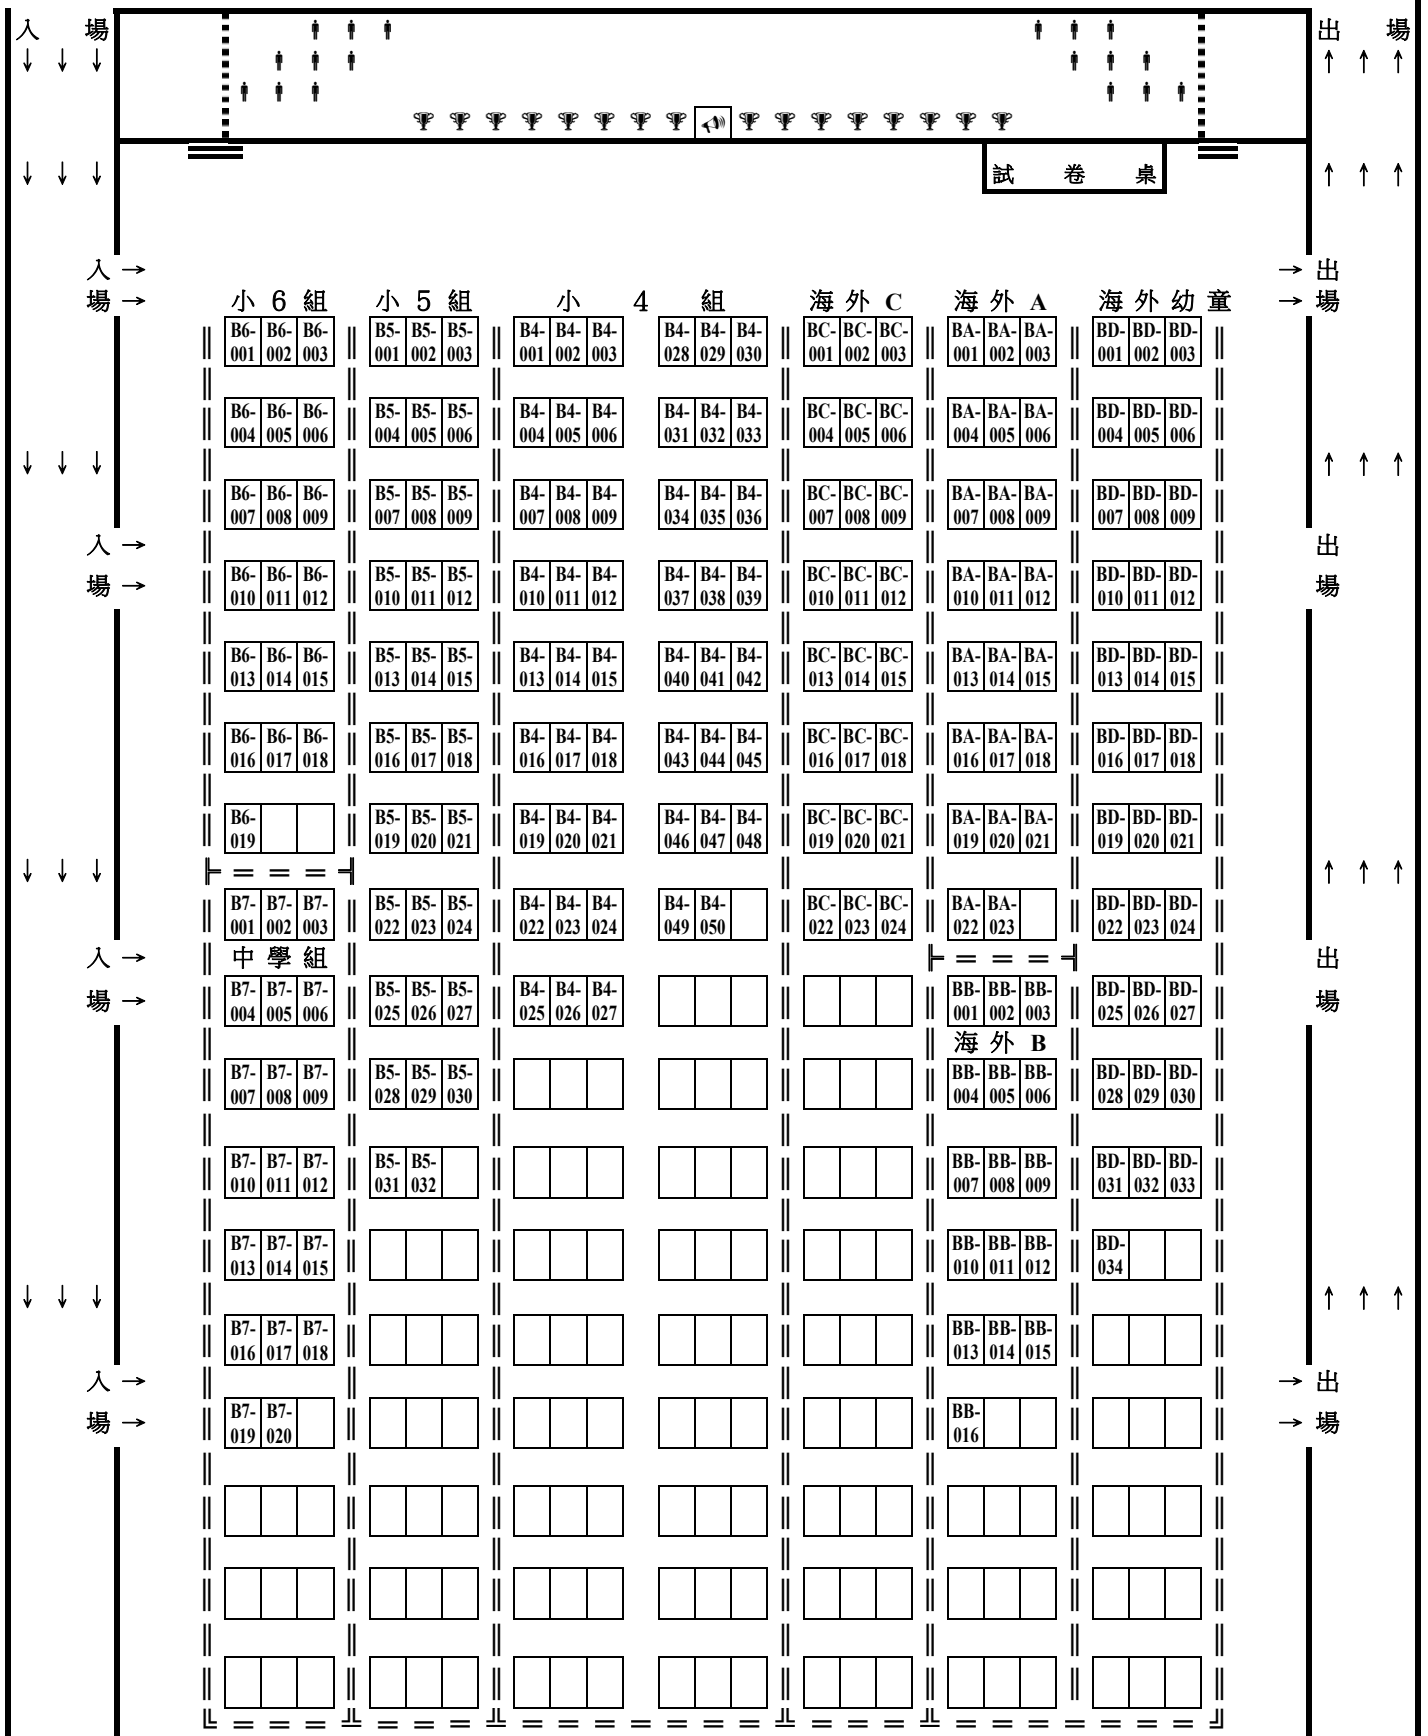 入 場 出 場
↓ ↓ ↓ ↑ ↑ ↑
↓ ↓ ↓ 試 卷 桌 ↑ ↑ ↑
入 → → 出
場 → 小 6 組 小 5 組 小 4 組 海 外 C 海 外 A 海 外 幼 童 → 場
B6-001 B6-002 B6-003 B5-001 B5-002 B5-003 B4-001 B4-002 B4-003 B4-028 B4-029 B4-030 BC-001 BC-002 BC-003 BA-001 BA-002 BA-003 BD-001 BD-002 BD-003
B6-004 B6-005 B6-006 B5-004 B5-005 B5-006 B4-004 B4-005 B4-006 B4-031 B4-032 B4-033 BC-004 BC-005 BC-006 BA-004 BA-005 BA-006 BD-004 BD-005 BD-006
↓ ↓ ↓ ↑ ↑ ↑
B6-007 B6-008 B6-009 B5-007 B5-008 B5-009 B4-007 B4-008 B4-009 B4-034 B4-035 B4-036 BC-007 BC-008 BC-009 BA-007 BA-008 BA-009 BD-007 BD-008 BD-009
入 → 出
場 → 場
B6-010 B6-011 B6-012 B5-010 B5-011 B5-012 B4-010 B4-011 B4-012 B4-037 B4-038 B4-039 BC-010 BC-011 BC-012 BA-010 BA-011 BA-012 BD-010 BD-011 BD-012
B6-013 B6-014 B6-015 B5-013 B5-014 B5-015 B4-013 B4-014 B4-015 B4-040 B4-041 B4-042 BC-013 BC-014 BC-015 BA-013 BA-014 BA-015 BD-013 BD-014 BD-015
B6-016 B6-017 B6-018 B5-016 B5-017 B5-018 B4-016 B4-017 B4-018 B4-043 B4-044 B4-045 BC-016 BC-017 BC-018 BA-016 BA-017 BA-018 BD-016 BD-017 BD-018
B6-019 B5-019 B5-020 B5-021 B4-019 B4-020 B4-021 B4-046 B4-047 B4-048 BC-019 BC-020 BC-021 BA-019 BA-020 BA-021 BD-019 BD-020 BD-021
↓ ↓ ↓ ↑ ↑ ↑
B7-001 B7-002 B7-003 B5-022 B5-023 B5-024 B4-022 B4-023 B4-024 B4-049 B4-050 BC-022 BC-023 BC-024 BA-022 BA-023 BD-022 BD-023 BD-024
入 → 中 學 組 出
場 → 場
B7-004 B7-005 B7-006 B5-025 B5-026 B5-027 B4-025 B4-026 B4-027 BB-001 BB-002 BB-003 BD-025 BD-026 BD-027
海 外 B
B7-007 B7-008 B7-009 B5-028 B5-029 B5-030 BB-004 BB-005 BB-006 BD-028 BD-029 BD-030
B7-010 B7-011 B7-012 B5-031 B5-032 BB-007 BB-008 BB-009 BD-031 BD-032 BD-033
B7-013 B7-014 B7-015 BB-010 BB-011 BB-012 BD-034
↓ ↓ ↓ ↑ ↑ ↑
B7-016 B7-017 B7-018 BB-013 BB-014 BB-015
入 → → 出
場 → → 場
B7-019 B7-020 BB-016